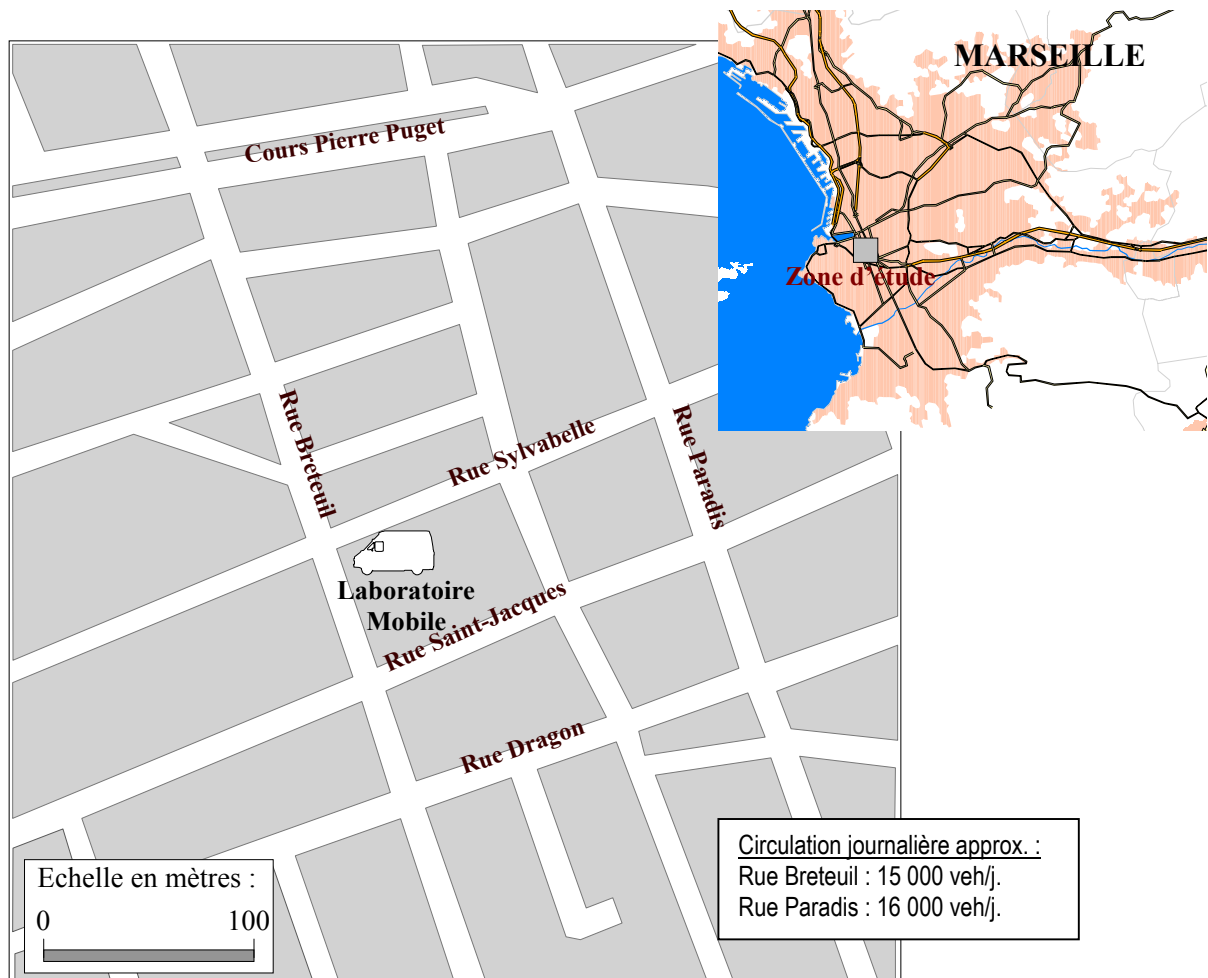 MARSEILLE
Zone d'étude
Cours Pierre Puget
Rue Breteuil
Rue Sylvabelle
Rue Paradis
Laboratoire
Mobile
Rue Saint-Jacques
Rue Dragon
Echelle en mètres :
0 100
Circulation journalière approx. :
Rue Breteuil : 15 000 veh/j.
Rue Paradis : 16 000 veh/j.